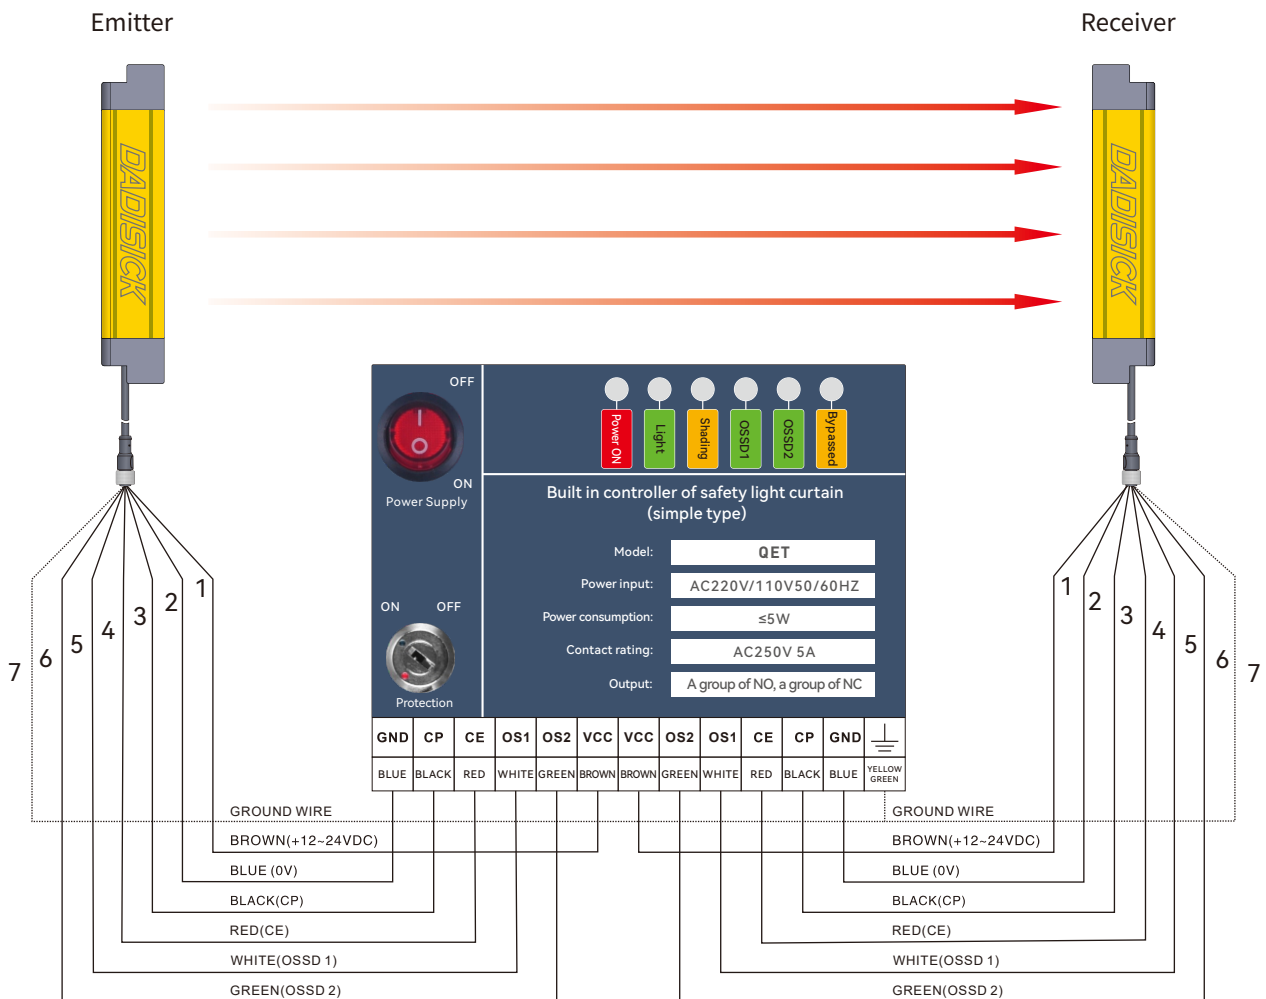 Emitter
Receiver
DADISICK
DADISICK
OFF
ON
Power Supply
Power ON
Light
Shading
OSSD1
OSSD2
Bypassed
Built in controller of safety light curtain
(simple type)
Model: QET
Power input: AC220V/110V50/60HZ
Power consumption: ≤5W
Contact rating: AC250V 5A
Output: A group of NO, a group of NC
ON OFF
Protection
GND CP CE OS1 OS2 VCC VCC OS2 OS1 CE CP GND
BLUE BLACK RED WHITE GREEN BROWN BROWN GREEN WHITE RED BLACK BLUE YELLOW GREEN
7 6 5 4 3 2 1
1 2 3 4 5 6 7
GROUND WIRE
BROWN(+12~24VDC)
BLUE (0V)
BLACK(CP)
RED(CE)
WHITE(OSSD 1)
GREEN(OSSD 2)
GROUND WIRE
BROWN(+12~24VDC)
BLUE (0V)
BLACK(CP)
RED(CE)
WHITE(OSSD 1)
GREEN(OSSD 2)